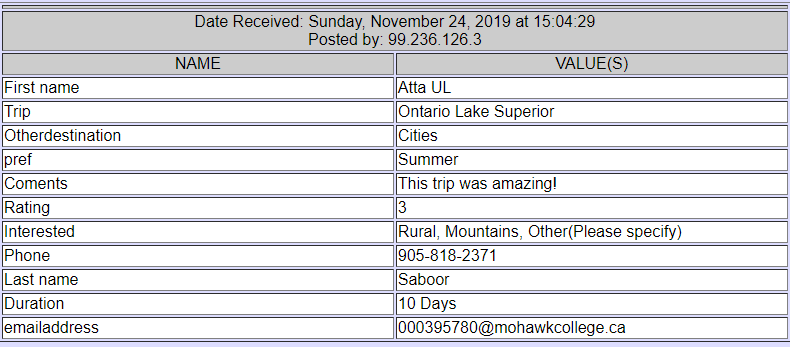 Date Received: Sunday, November 24, 2019 at 15:04:29
Posted by: 99.236.126.3
NAME VALUE(S)
First name Atta UL
Trip Ontario Lake Superior
Otherdestination Cities
pref Summer
Coments This trip was amazing!
Rating 3
Interested Rural, Mountains, Other(Please specify)
Phone 905-818-2371
Last name Saboor
Duration 10 Days
emailaddress 000395780@mohawkcollege.ca